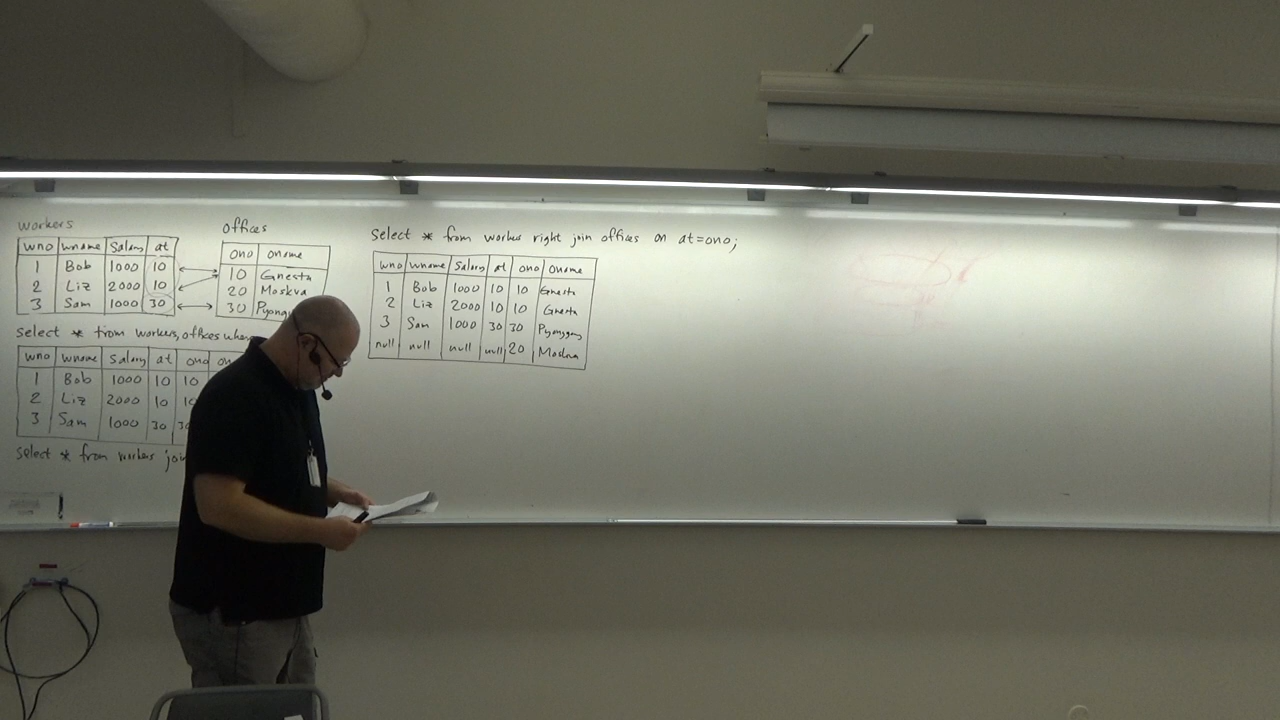 workers
wno wname Salary at
1 Bob 1000 10
2 Liz 2000 10
3 Sam 1000 30
offices
ono oname
10 Gnesta
20 Moskva
30 Pyong
Select * from workers, offices where
wno wname Salary at ono
1 Bob 1000 10 10
2 Liz 2000 10
3 Sam 1000 30
Select * from workers join
Select * from workers right join offices on at=ono;
wno wname Salary at ono oname
1 Bob 1000 10 10 Gnesta
2 Liz 2000 10 10 Gnesta
3 Sam 1000 30 30 Pyongyang
null null null null 20 Moskva